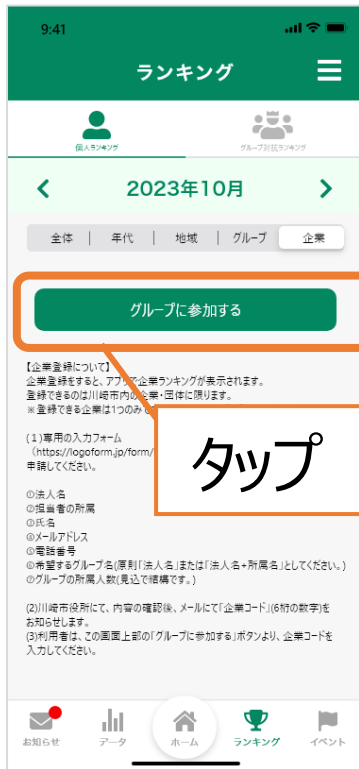 9:41
ランキング
個人ランキング
グループ対抗ランキング
2023年10月
全体 | 年代 | 地域 | グループ 企業
グループに参加する
【企業登録について】
企業登録をすると、アプリで企業ランキングが表示されます。
登録できるのは川崎市内の企業・団体に限ります。
※登録できる企業は1つのみで
(1)専用の入力フォーム
(https://logoform.jp/form/
申請してください。
①法人名
②担当者の所属
③氏名
④メールアドレス
⑤電話番号
⑥希望するグループ名(原則「法人名」または「法人名+所属名」としてください。)
⑦グループの所属人数(見込で結構です。)
(2)川崎市役所にて、内容の確認後、メールにて「企業コード」(6桁の数字)を
お知らせします。
(3)利用者は、この画面上部の「グループに参加する」ボタンより、企業コードを
入力してください。
タップ
お知らせ
データ
ホーム
ランキング
イベント